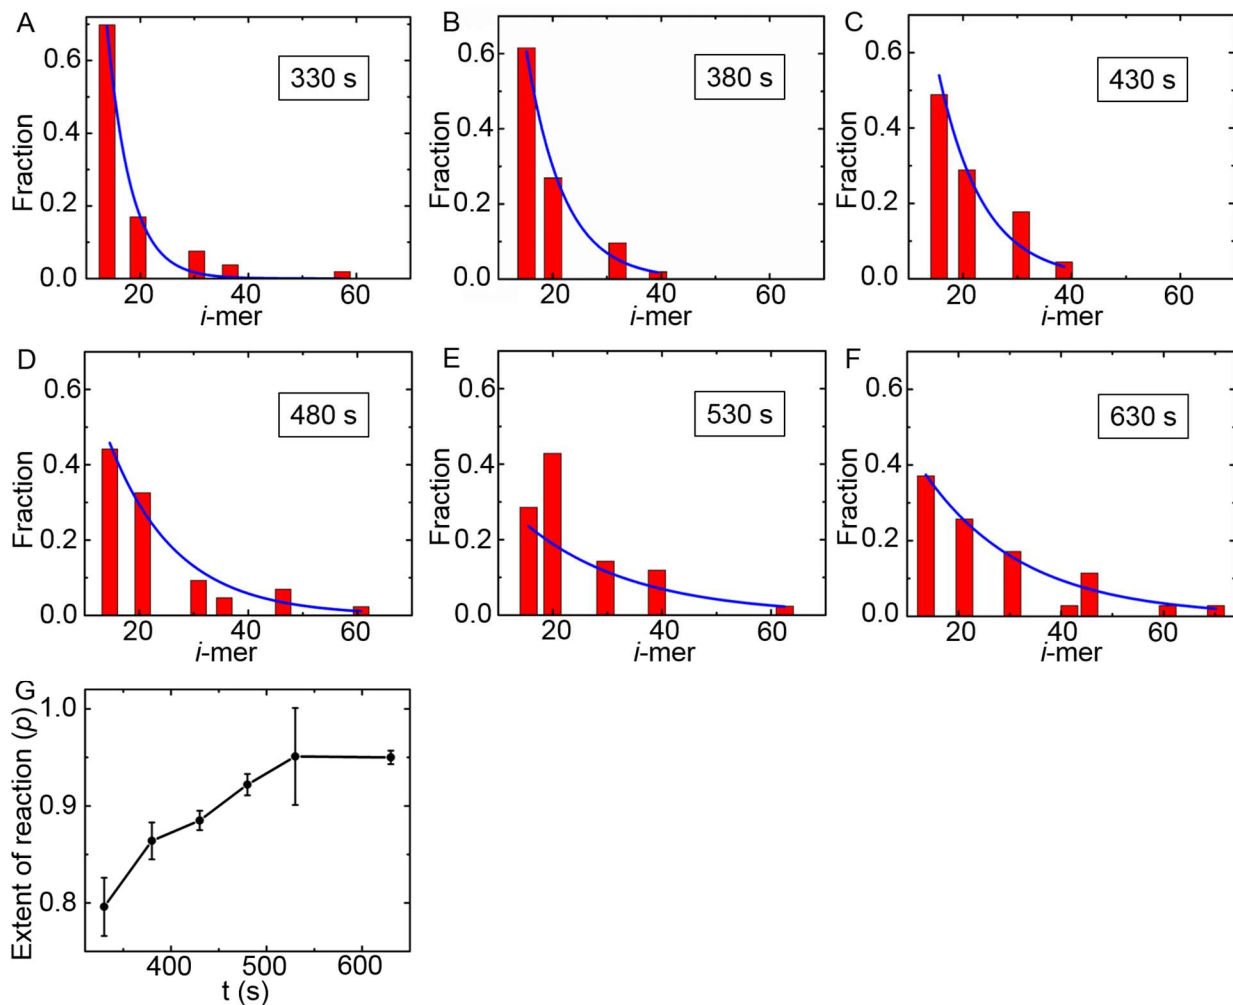 A
330 s
Fraction
0.6
0.4
0.2
0.0
20
40
60
i-mer
B
380 s
Fraction
0.6
0.4
0.2
0.0
20
40
60
i-mer
C
430 s
Fraction
0.6
0.4
0.2
0.0
20
40
60
i-mer
D
480 s
Fraction
0.6
0.4
0.2
0.0
20
40
60
i-mer
E
530 s
Fraction
0.6
0.4
0.2
0.0
20
40
60
i-mer
F
630 s
Fraction
0.6
0.4
0.2
0.0
20
40
60
i-mer
G
Extent of reaction (p)
1.0
0.9
0.8
400
500
600
t (s)